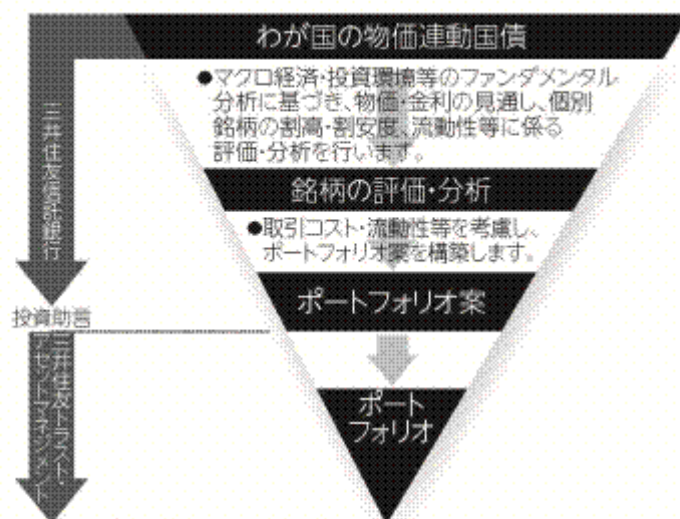 わが国の物価連動国債
●マクロ経済・投資環境等のファンダメンタル
分析に基づき、物価・金利の見通し、個別
銘柄の割高・割安度、流動性等に係る
評価・分析を行います。
銘柄の評価・分析
●取引コスト・流動性等を考慮し、
ポートフォリオ案を構築します。
ポートフォリオ案
ポート
フォリオ
三井住友信託銀行
投資助言
三井住友トラスト・
アセットマネジメント